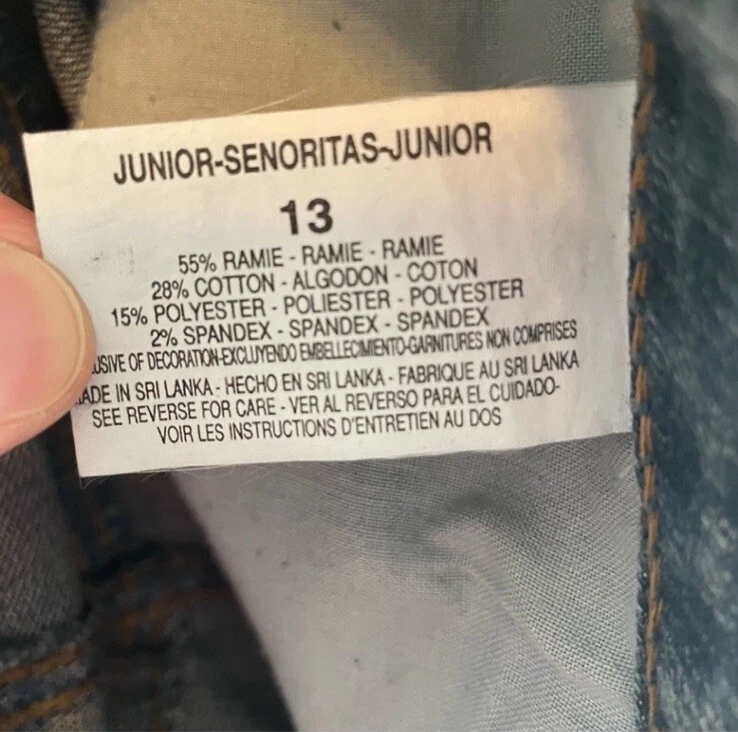 JUNIOR-SENORITAS-JUNIOR
13
55% RAMIE - RAMIE - RAMIE
28% COTTON - ALGODON - COTON
15% POLYESTER - POLIESTER - POLYESTER
2% SPANDEX - SPANDEX - SPANDEX
USIVE OF DECORATION-EXCLUYENDO EMBELLECIMIENTO-GARNITURES NON COMPRISES
ADE IN SRI LANKA - HECHO EN SRI LANKA - FABRIQUE AU SRI LANKA
SEE REVERSE FOR CARE - VER AL REVERSO PARA EL CUIDADO-
VOIR LES INSTRUCTIONS D'ENTRETIEN AU DOS